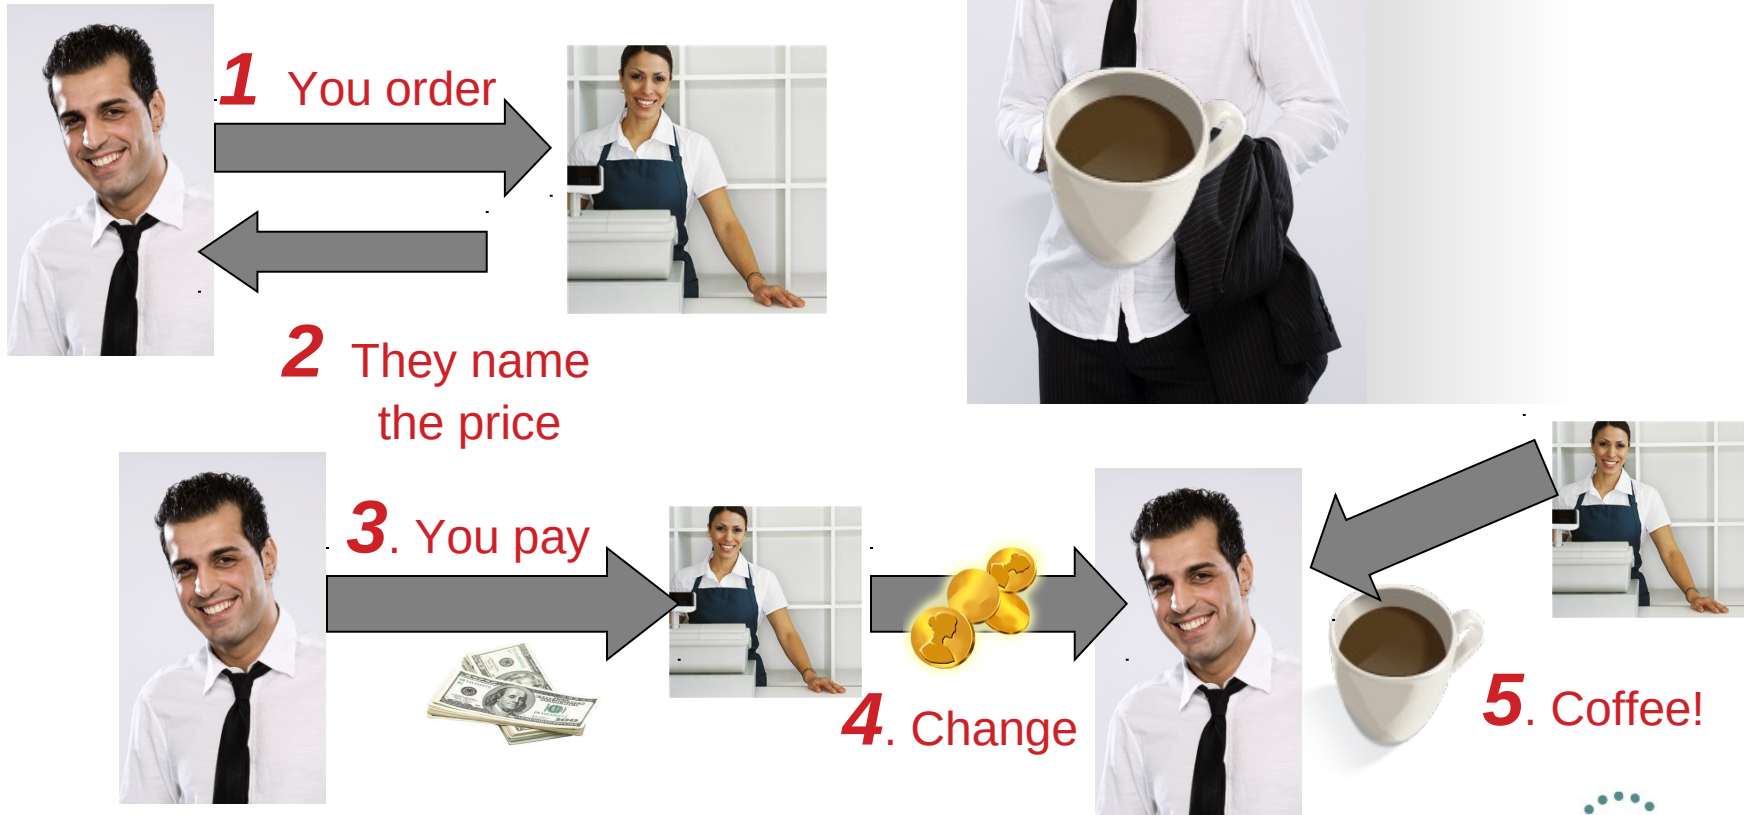 1 You order
2 They name
the price
3. You pay
4. Change
5. Coffee!